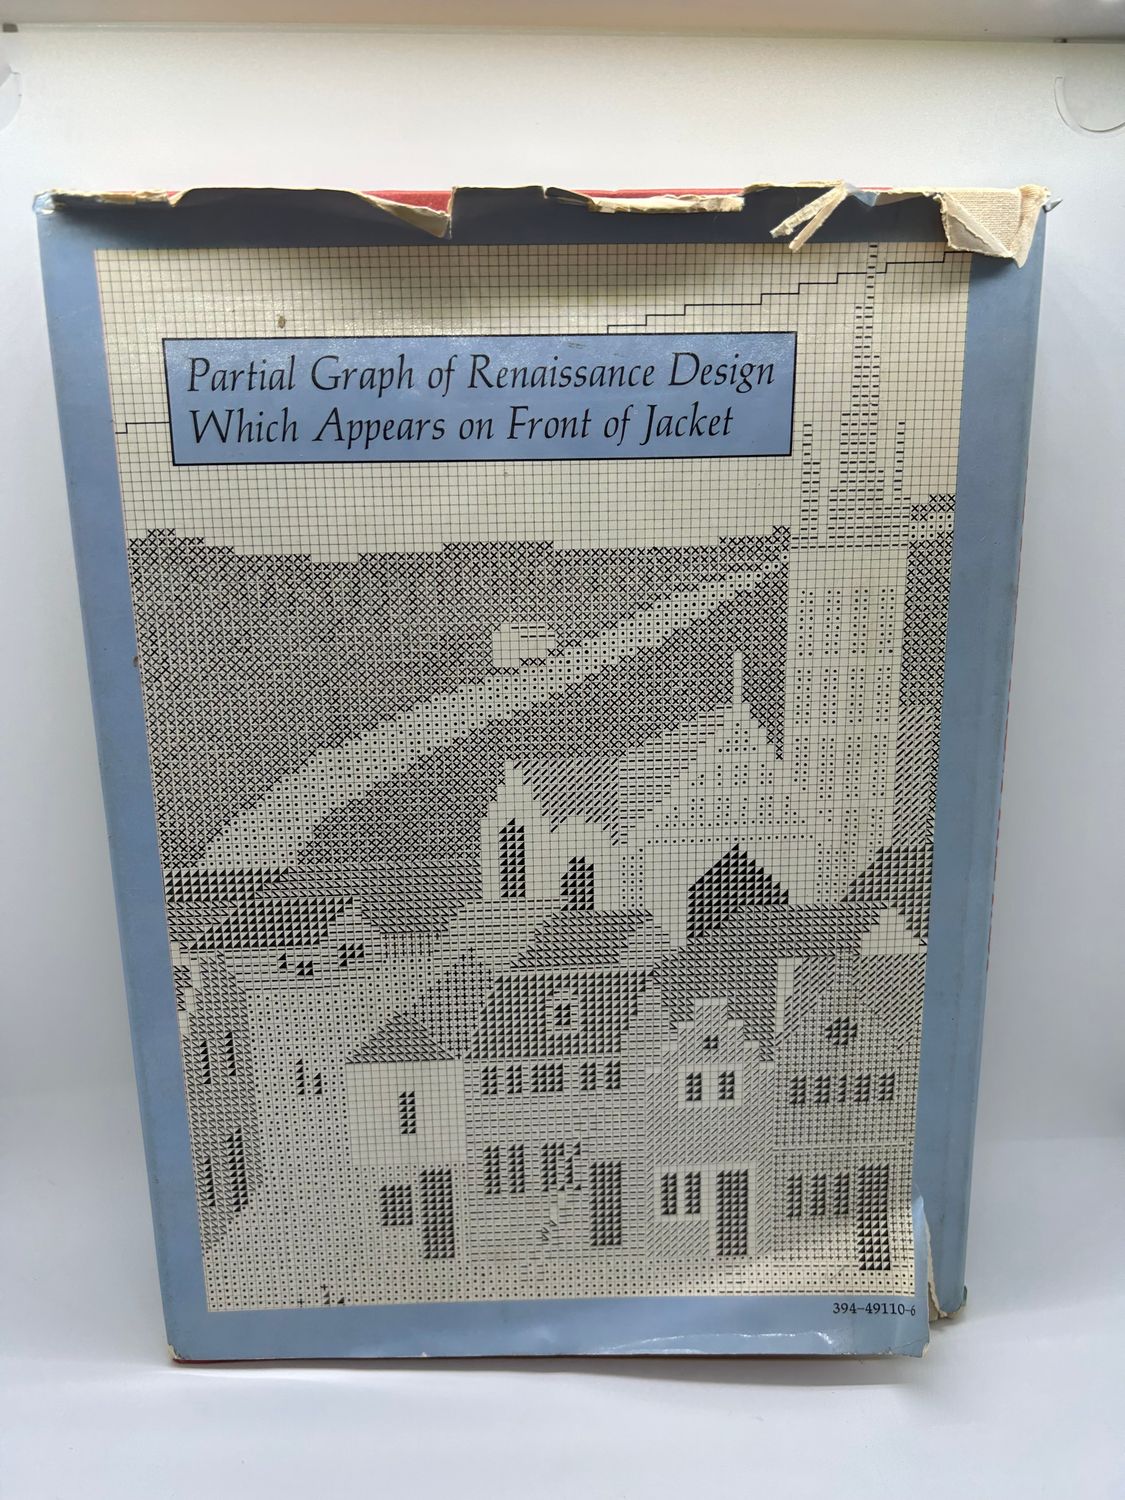 Partial Graph of Renaissance Design
Which Appears on Front of Jacket
394-49110-6